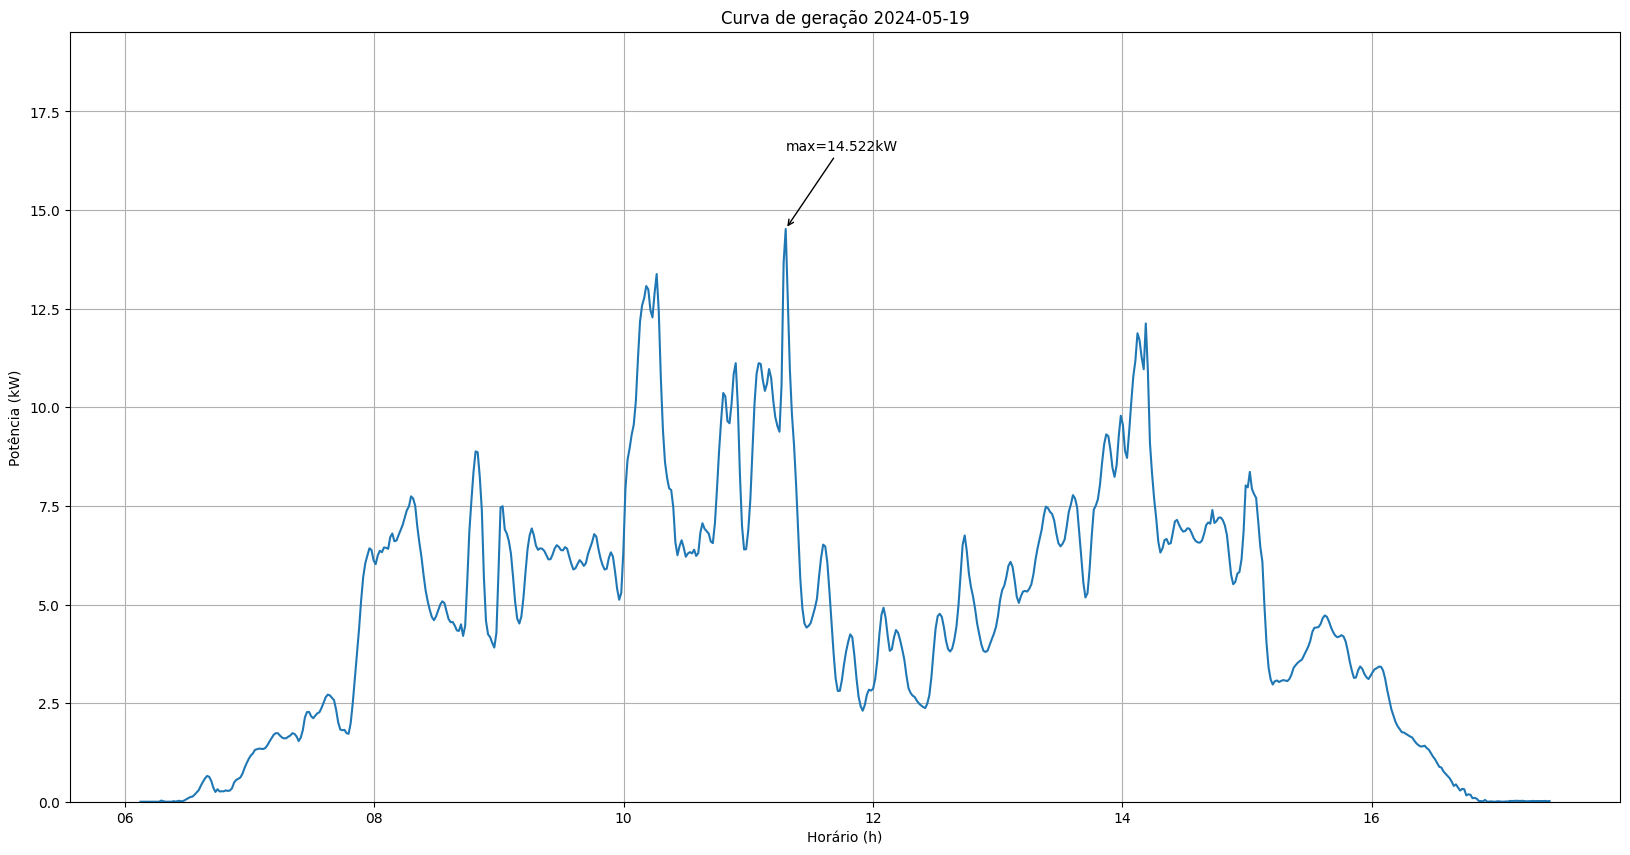 Curva de geração 2024-05-19
Potência (kW)
17.5
15.0
12.5
10.0
7.5
5.0
2.5
0.0
max=14.522kW
06 08 10 12 14 16
Horário (h)